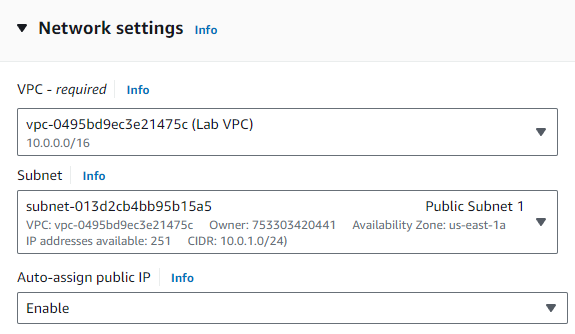 Network settings Info
VPC - required Info
vpc-0495bd9ec3e21475c (Lab VPC)
10.0.0.0/16
Subnet Info
subnet-013d2cb4bb95b15a5 Public Subnet 1
VPC: vpc-0495bd9ec3e21475c Owner: 753303420441 Availability Zone: us-east-1a
IP addresses available: 251 CIDR: 10.0.1.0/24)
Auto-assign public IP Info
Enable